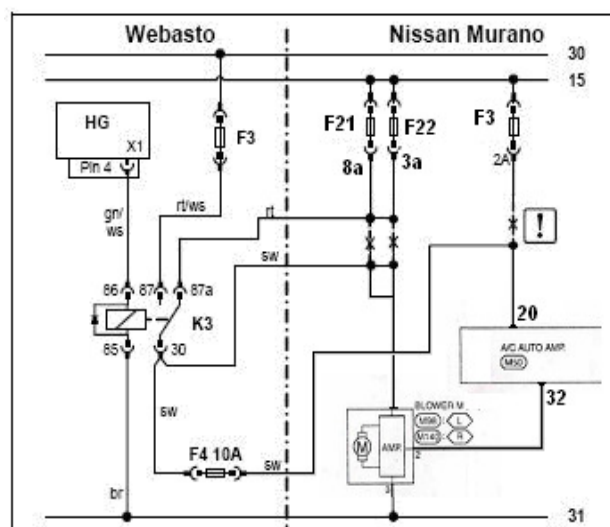 Webasto
Nissan Murano
30
15
HG
X1
Pin 4
F3
F21
F22
F3
8a
3a
2A
!
gn/
ws
rt/ws
rt
sw
86
87
87a
K3
85
30
20
A/C AUTO AMP.
M50
32
sw
BLOWER M
M98 : L
M140 : R
M
AMP.
2
3
F4 10A
sw
br
31